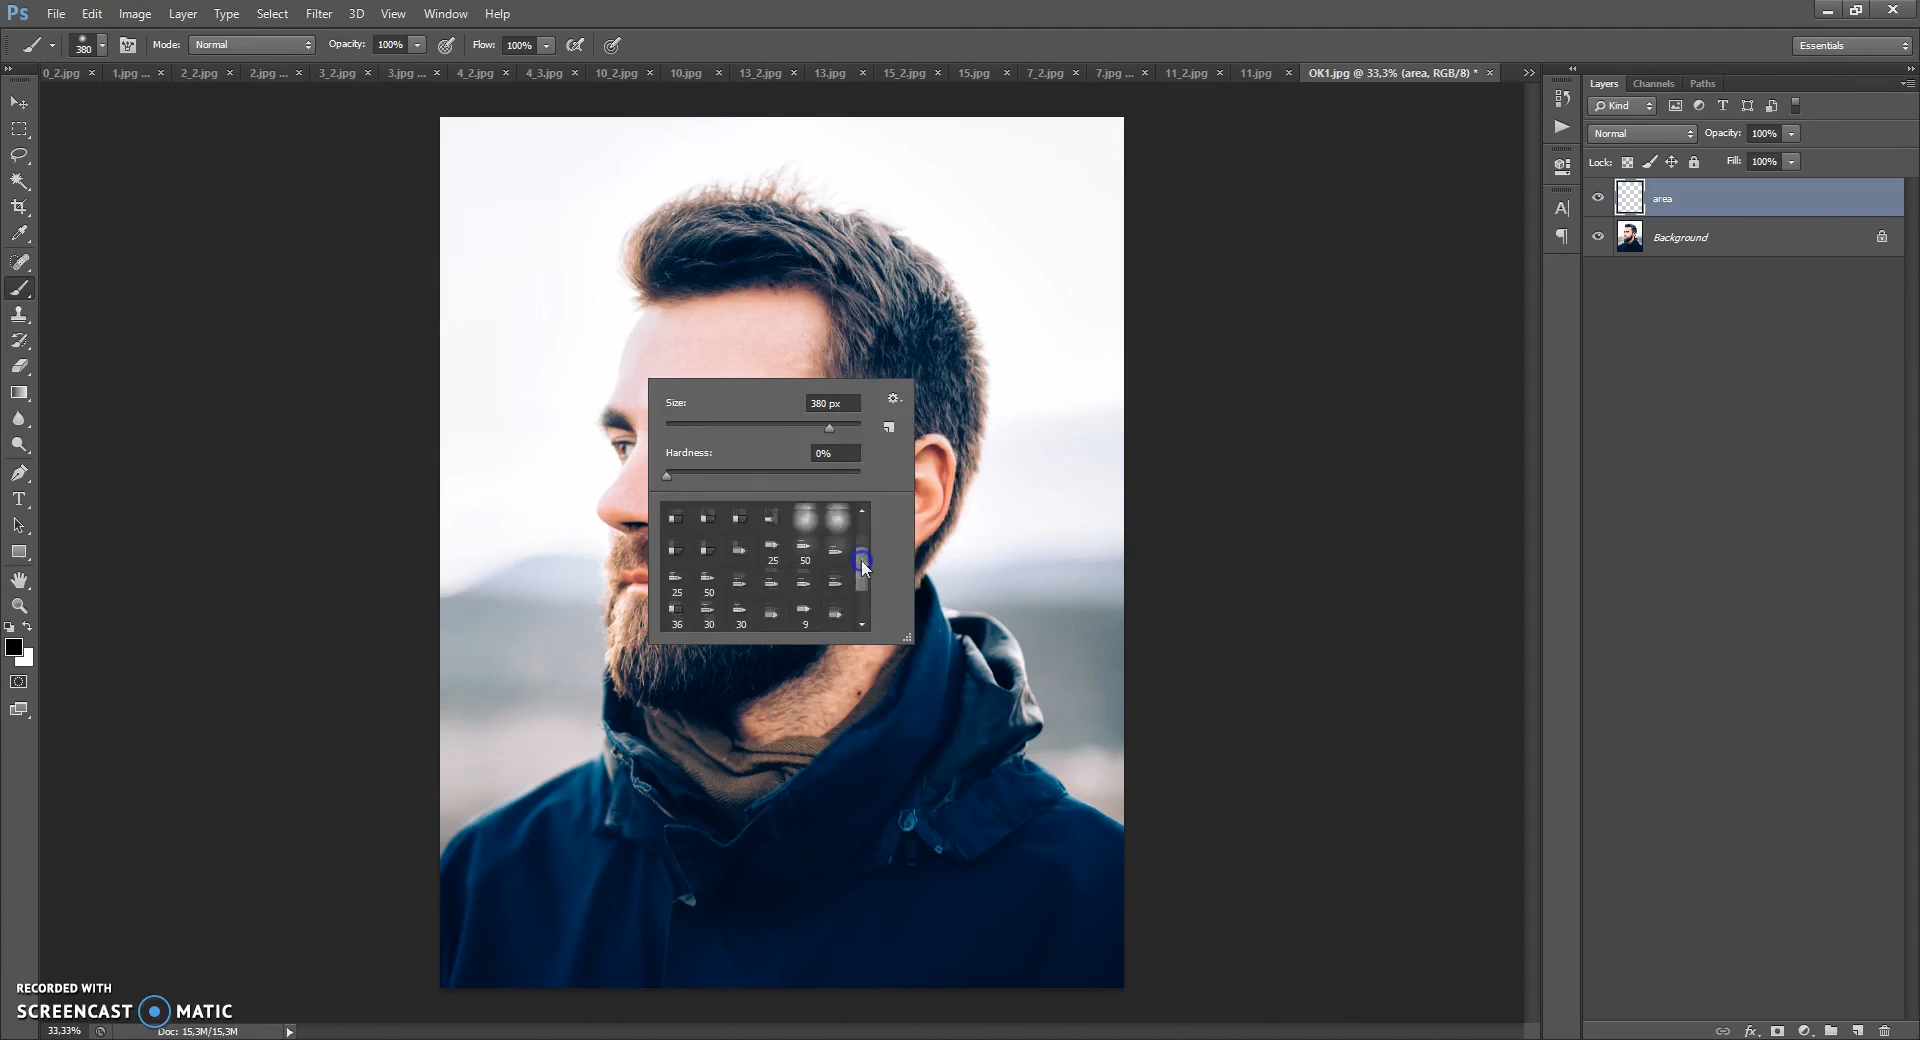 Ps File Edit Image Layer Type Select Filter 3D View Window Help
380 Mode: Normal Opacity: 100% Flow: 100% Essentials
0_2.jpg 1.jpg ... 2_2.jpg 2.jpg ... 3_2.jpg 3.jpg ... 4_2.jpg 4_3.jpg 10_2.jpg 10.jpg 13_2.jpg 13.jpg 15_2.jpg 15.jpg 7_2.jpg 7.jpg ... 11_2.jpg 11.jpg OK1.jpg @ 33,3% (area, RGB/8) *
Layers Channels Paths
Kind
Normal Opacity: 100%
Lock: Fill: 100%
area
Background
Size: 380 px
Hardness: 0%
25 50
25 50
36 30 30 9
RECORDED WITH
SCREENCAST MATIC
33,33% Doc: 15,3M/15,3M